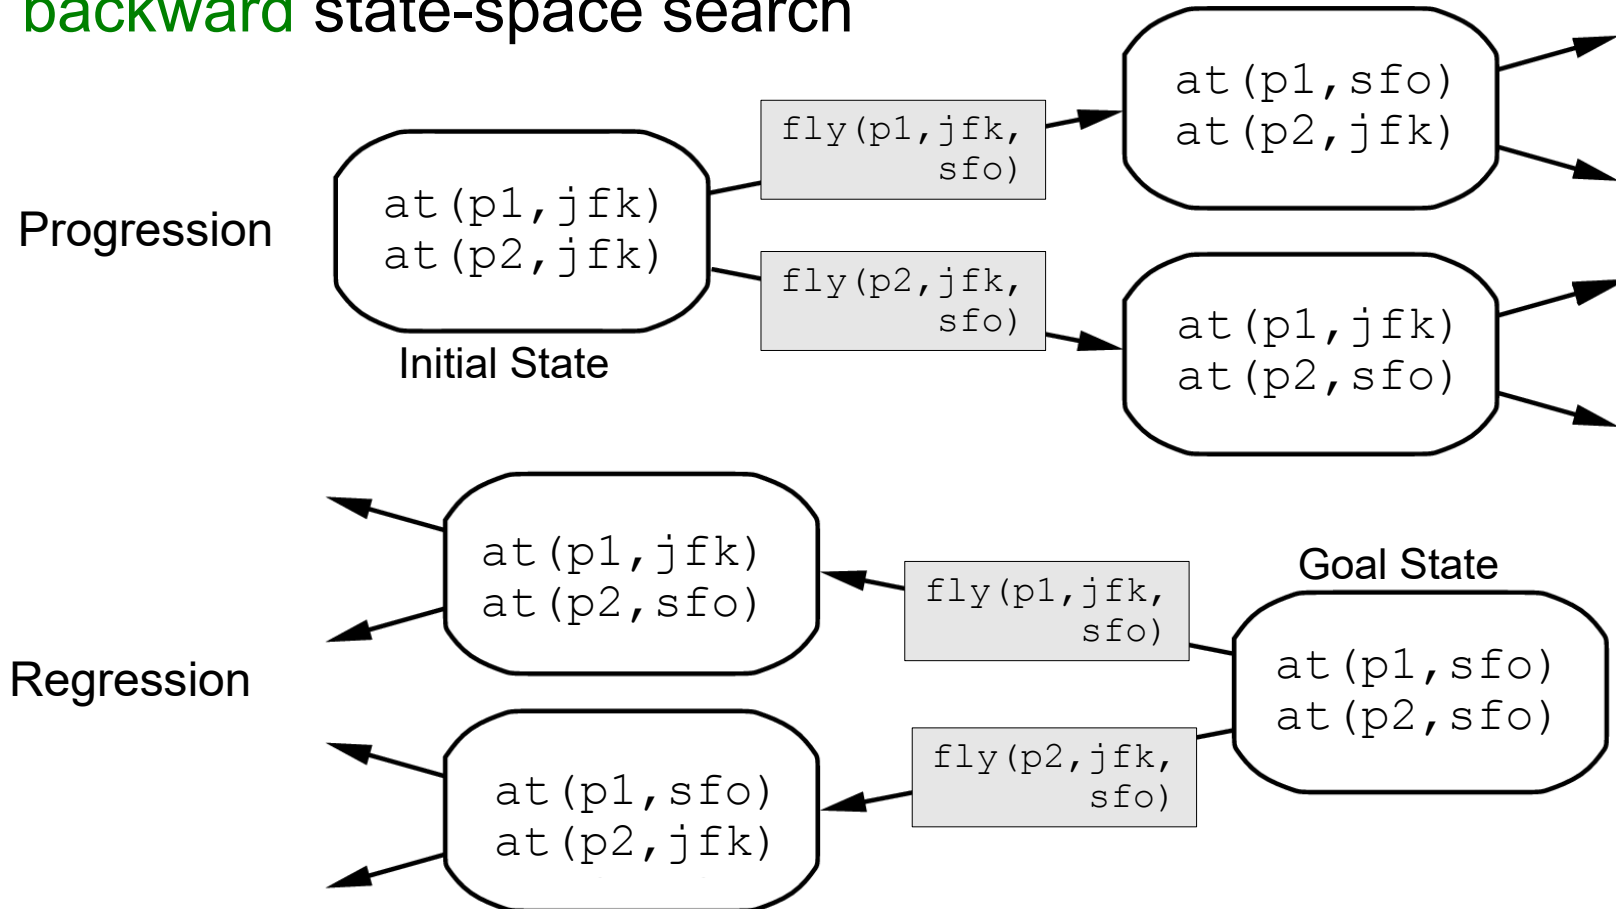 backward state-space search
at(p1,sfo)
at(p2,jfk)
fly(p1,jfk,
sfo)
Progression
at(p1,jfk)
at(p2,jfk)
fly(p2,jfk,
sfo)
Initial State
at(p1,jfk)
at(p2,sfo)
at(p1,jfk)
at(p2,sfo)
fly(p1,jfk,
sfo)
Goal State
Regression
at(p1,sfo)
at(p2,sfo)
fly(p2,jfk,
sfo)
at(p1,sfo)
at(p2,jfk)